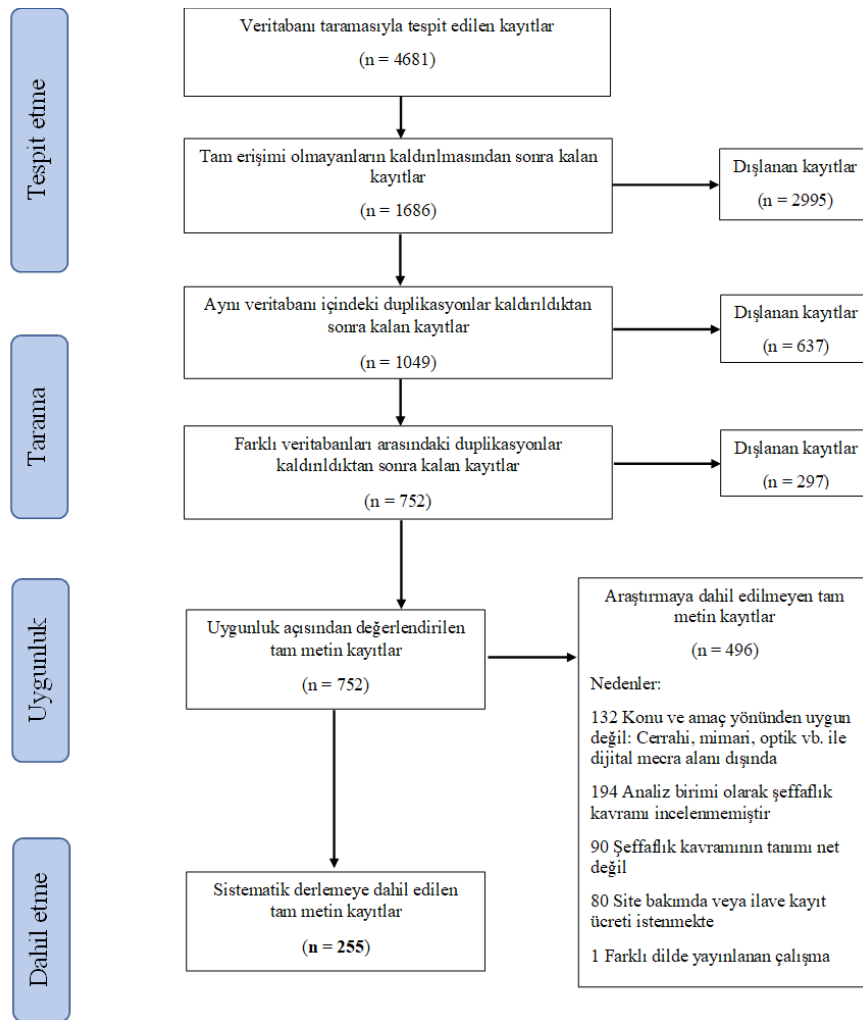 Tespit etme
Veritabanı taramasıyla tespit edilen kayıtlar
(n = 4681)
Tam erişimi olmayanların kaldırılmasından sonra kalan
kayıtlar
(n = 1686)
Dışlanan kayıtlar
(n = 2995)
Tarama
Aynı veritabanı içindeki duplikasyonlar kaldırıldıktan
sonra kalan kayıtlar
(n = 1049)
Dışlanan kayıtlar
(n = 637)
Farklı veritabanları arasındaki duplikasyonlar
kaldırıldıktan sonra kalan kayıtlar
(n = 752)
Dışlanan kayıtlar
(n = 297)
Uygunluk
Uygunluk açısından değerlendirilen
tam metin kayıtlar
(n = 752)
Araştırmaya dahil edilmeyen tam
metin kayıtlar
(n = 496)
Nedenler:
132 Konu ve amaç yönünden uygun
değil: Cerrahi, mimari, optik vb. ile
dijital mecra alanı dışında
194 Analiz birimi olarak şeffaflık
kavramı incelenmemiştir
90 Şeffaflık kavramının tanımı net
değil
80 Site bakımda veya ilave kayıt
ücreti istenmekte
1 Farklı dilde yayınlanan çalışma
Dahil etme
Sistematik derlemeye dahil edilen
tam metin kayıtlar
(n = 255)